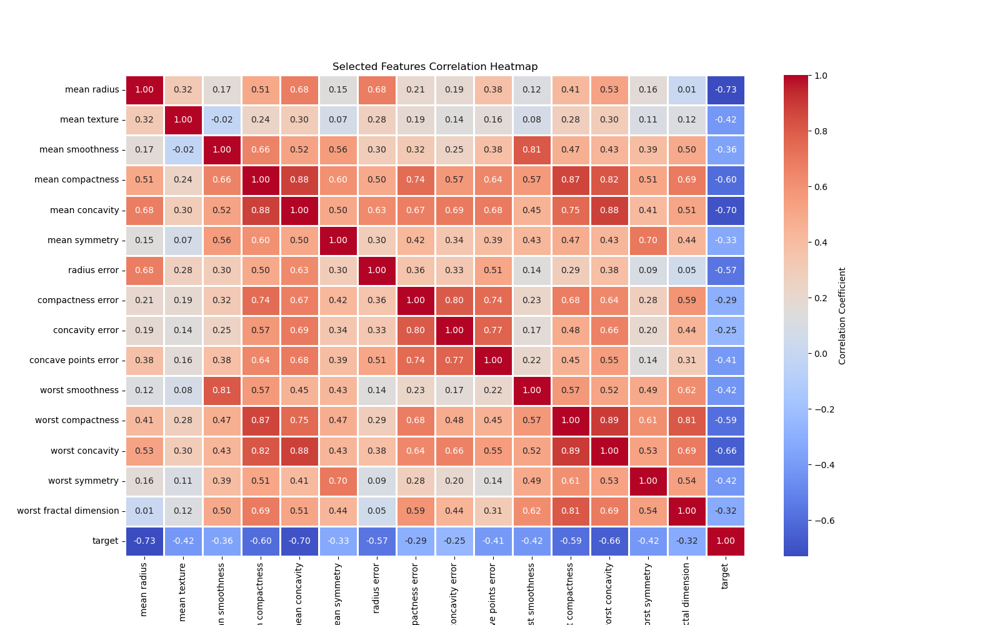 Selected Features Correlation Heatmap
mean radius 1.00 0.32 0.17 0.51 0.68 0.15 0.68 0.21 0.19 0.38 0.12 0.41 0.53 0.16 0.01 -0.73
mean texture 0.32 1.00 -0.02 0.24 0.30 0.07 0.28 0.19 0.14 0.16 0.08 0.28 0.30 0.11 0.12 -0.42
mean smoothness 0.17 -0.02 1.00 0.66 0.52 0.56 0.30 0.32 0.25 0.38 0.81 0.47 0.43 0.39 0.50 -0.36
mean compactness 0.51 0.24 0.66 1.00 0.88 0.60 0.50 0.74 0.57 0.64 0.57 0.87 0.82 0.51 0.69 -0.60
mean concavity 0.68 0.30 0.52 0.88 1.00 0.50 0.63 0.67 0.69 0.68 0.45 0.75 0.88 0.41 0.51 -0.70
mean symmetry 0.15 0.07 0.56 0.60 0.50 1.00 0.30 0.42 0.34 0.39 0.43 0.47 0.43 0.70 0.44 -0.33
radius error 0.68 0.28 0.30 0.50 0.63 0.30 1.00 0.36 0.33 0.51 0.14 0.29 0.38 0.09 0.05 -0.57
compactness error 0.21 0.19 0.32 0.74 0.67 0.42 0.36 1.00 0.80 0.74 0.23 0.68 0.64 0.28 0.59 -0.29
concavity error 0.19 0.14 0.25 0.57 0.69 0.34 0.33 0.80 1.00 0.77 0.17 0.48 0.66 0.20 0.44 -0.25
concave points error 0.38 0.16 0.38 0.64 0.68 0.39 0.51 0.74 0.77 1.00 0.22 0.45 0.55 0.14 0.31 -0.41
worst smoothness 0.12 0.08 0.81 0.57 0.45 0.43 0.14 0.23 0.17 0.22 1.00 0.57 0.52 0.49 0.62 -0.42
worst compactness 0.41 0.28 0.47 0.87 0.75 0.47 0.29 0.68 0.48 0.45 0.57 1.00 0.89 0.61 0.81 -0.59
worst concavity 0.53 0.30 0.43 0.82 0.88 0.43 0.38 0.64 0.66 0.55 0.52 0.89 1.00 0.53 0.69 -0.66
worst symmetry 0.16 0.11 0.39 0.51 0.41 0.70 0.09 0.28 0.20 0.14 0.49 0.61 0.53 1.00 0.54 -0.42
worst fractal dimension 0.01 0.12 0.50 0.69 0.51 0.44 0.05 0.59 0.44 0.31 0.62 0.81 0.69 0.54 1.00 -0.32
target -0.73 -0.42 -0.36 -0.60 -0.70 -0.33 -0.57 -0.29 -0.25 -0.41 -0.42 -0.59 -0.66 -0.42 -0.32 1.00
mean radius
mean texture
smoothness
compactness
concavity
symmetry
radius error
error
error
points error
smoothness
compactness
concavity
symmetry
dimension
target
1.0
0.8
0.6
0.4
0.2
0.0
−0.2
−0.4
−0.6
Correlation Coefficient